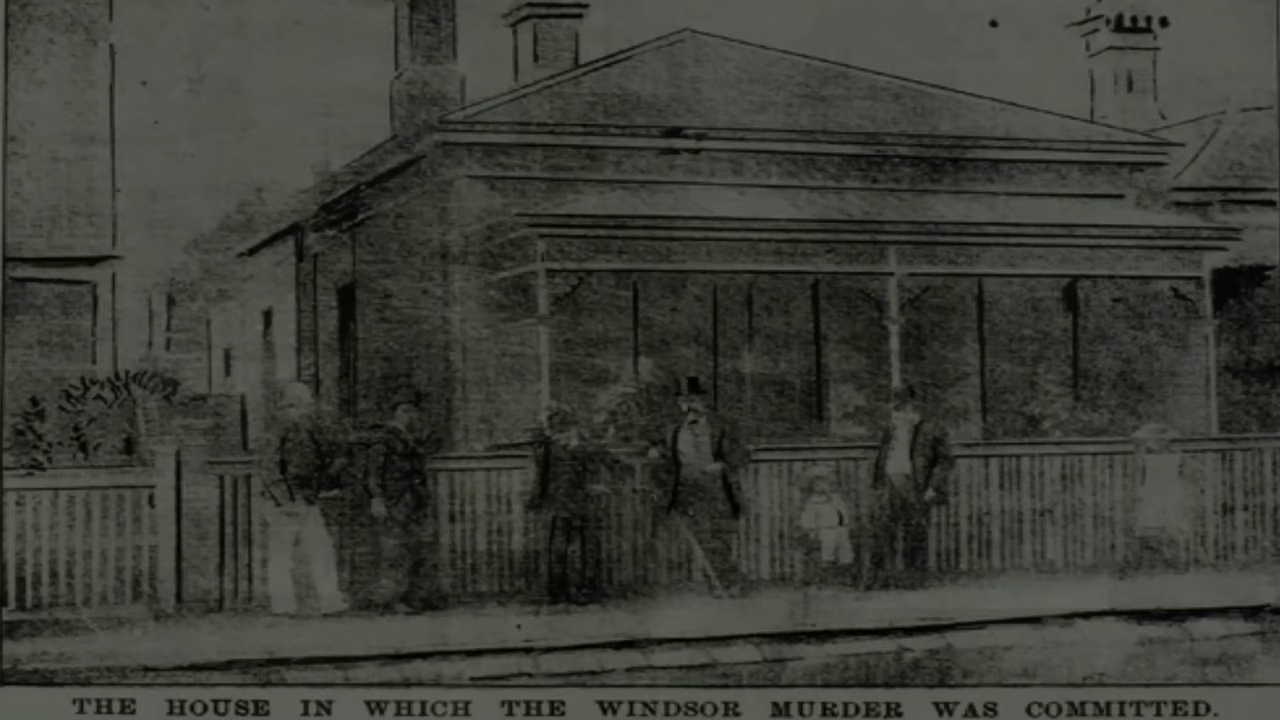 THE HOUSE IN WHICH THE WINDSOR MURDER WAS COMMITTED.